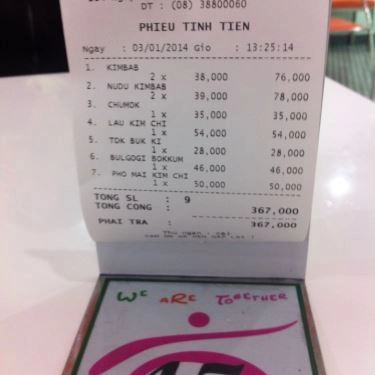 DT : (08) 38800060
PHIEU TINH TIEN
Ngay : 03/01/2014 Gio : 13:25:14
1. KIMBAB
2 x 38,000 76,000
2. NUDU KIMBAB
2 x 39,000 78,000
3. CHUMOK
1 x 35,000 35,000
4. LAU KIM CHI
1 x 54,000 54,000
5. TOK BUK KI
1 x 28,000 28,000
6. BULGOGI BOKKUM
1 x 46,000 46,000
7. PHO MAI KIM CHI
1 x 50,000 50,000
TONG SL : 9
TONG CONG : 367,000
PHAI TRA : 367,000
Thu ngan :
WE ARE TOGETHER